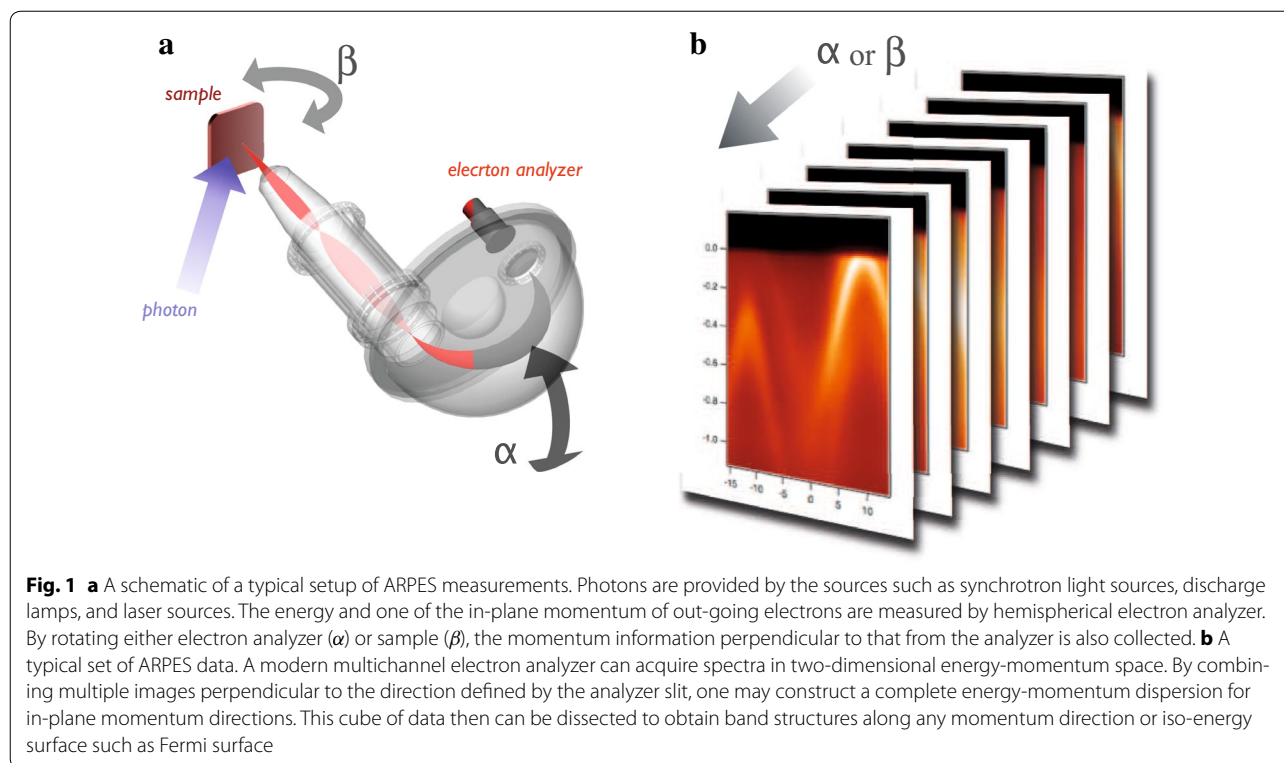 a
β
sample
elecrton analyzer
photon
α
b
α or β
0.0
-0.2
-0.4
-0.6
-0.8
-1.0
-15 -10 -5 0 5 10
Fig. 1 a A schematic of a typical setup of ARPES measurements. Photons are provided by the sources such as synchrotron light sources, discharge
lamps, and laser sources. The energy and one of the in-plane momentum of out-going electrons are measured by hemispherical electron analyzer.
By rotating either electron analyzer (α) or sample (β), the momentum information perpendicular to that from the analyzer is also collected. b A
typical set of ARPES data. A modern multichannel electron analyzer can acquire spectra in two-dimensional energy-momentum space. By combin-
ing multiple images perpendicular to the direction defined by the analyzer slit, one may construct a complete energy-momentum dispersion for
in-plane momentum directions. This cube of data then can be dissected to obtain band structures along any momentum direction or iso-energy
surface such as Fermi surface